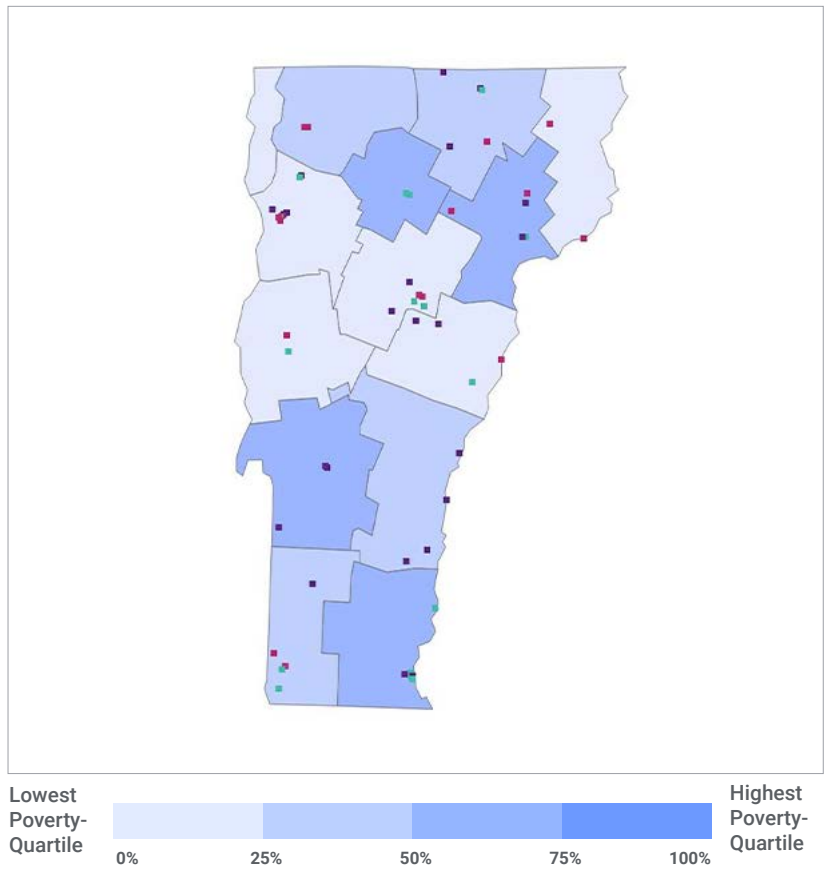 Lowest
Poverty-
Quartile
Highest
Poverty-
Quartile
0%
25%
50%
75%
100%